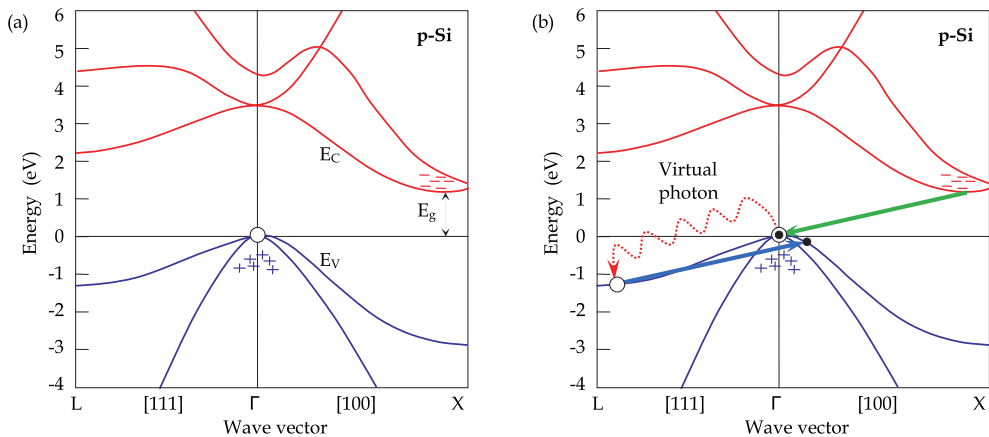 (a)
p-Si
6
5
4
3
2
1
0
-1
-2
-3
-4
Energy (eV)
E_C
E_g
E_V
L
[111]
Γ
[100]
X
Wave vector
(b)
p-Si
6
5
4
3
2
1
0
-1
-2
-3
-4
Energy (eV)
Virtual
photon
L
[111]
Γ
[100]
X
Wave vector